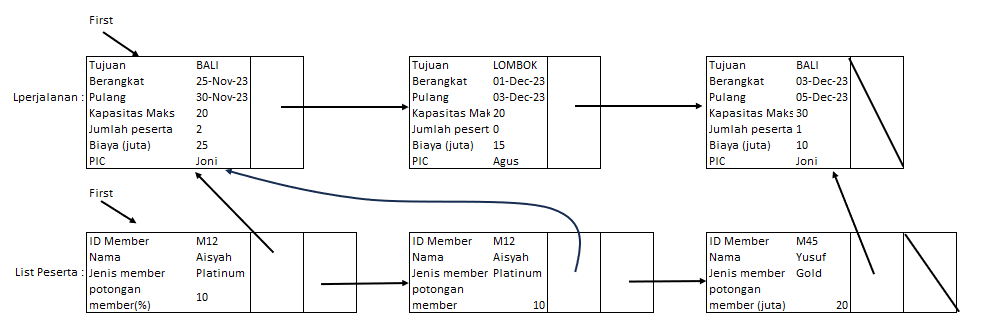 First
Lperjalanan :
Tujuan BALI
Berangkat 25-Nov-23
Pulang 30-Nov-23
Kapasitas Maks 20
Jumlah peserta 2
Biaya (juta) 25
PIC Joni
Tujuan LOMBOK
Berangkat 01-Dec-23
Pulang 03-Dec-23
Kapasitas Mak 20
Jumlah pesert 0
Biaya (juta) 15
PIC Agus
Tujuan BALI
Berangkat 03-Dec-23
Pulang 05-Dec-23
Kapasitas Maks 30
Jumlah peserta 1
Biaya (juta) 10
PIC Joni
First
List Peserta :
ID Member M12
Nama Aisyah
Jenis member Platinum
potongan
member(%) 10
ID Member M12
Nama Aisyah
Jenis member Platinum
potongan
member 10
ID Member M45
Nama Yusuf
Jenis member Gold
potongan
member (juta) 20